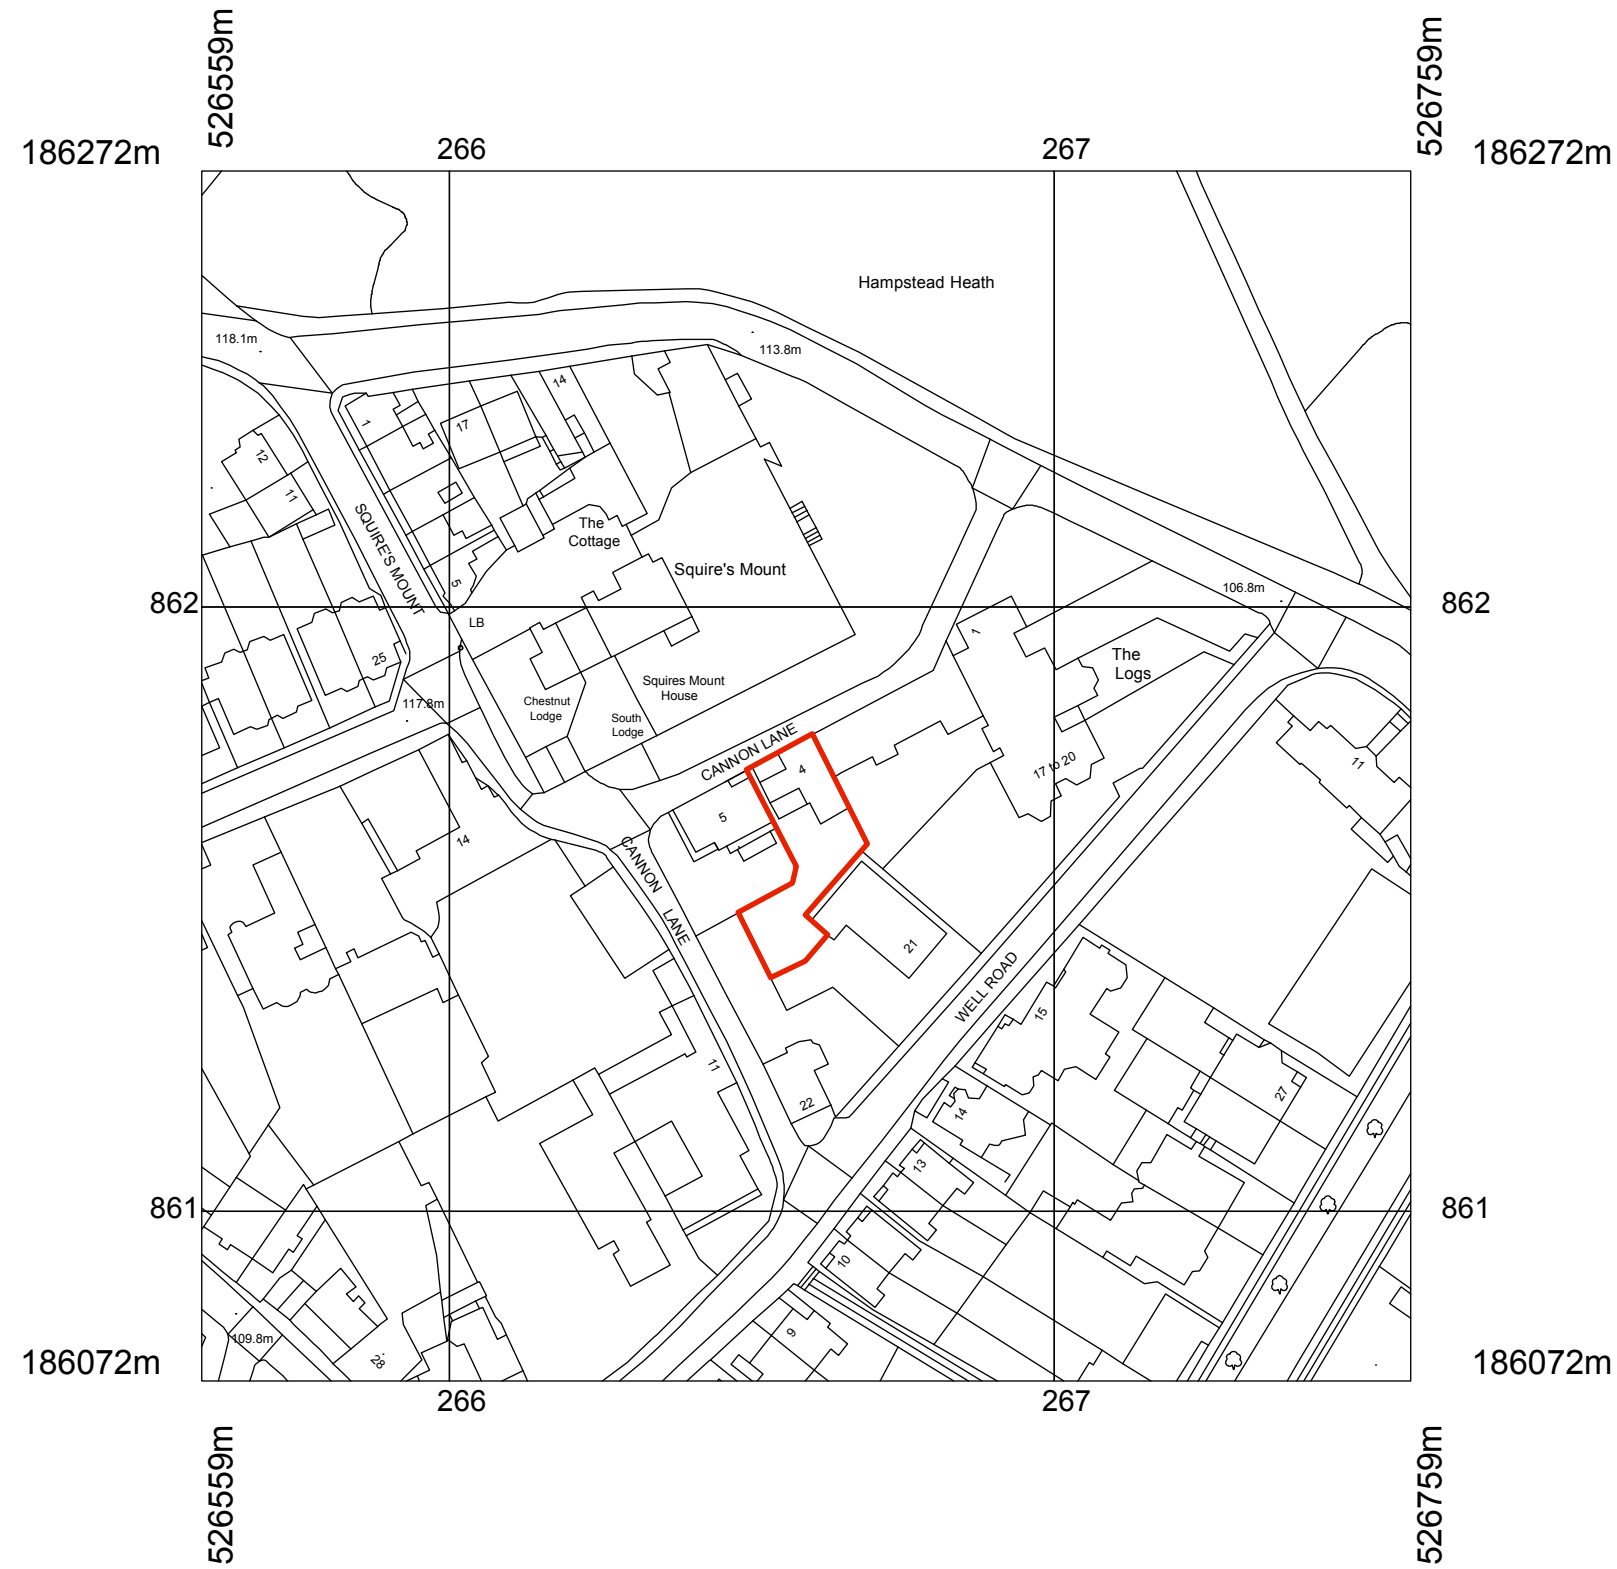 526559m
526759m
186272m
266
267
186272m
Hampstead Heath
118.1m
113.8m
14
1
17
12
11
SQUIRE'S MOUNT
The
Cottage
Squire's Mount
5
106.8m
862
862
LB
1
25
The
Logs
Squires Mount
House
Chestnut
Lodge
117.8m
South
Lodge
CANNON LANE
4
17 to 20
11
5
14
CANNON LANE
21
WELL ROAD
15
11
27
22
14
13
861
861
10
9
109.8m
28
186072m
186072m
266
267
526559m
526759m